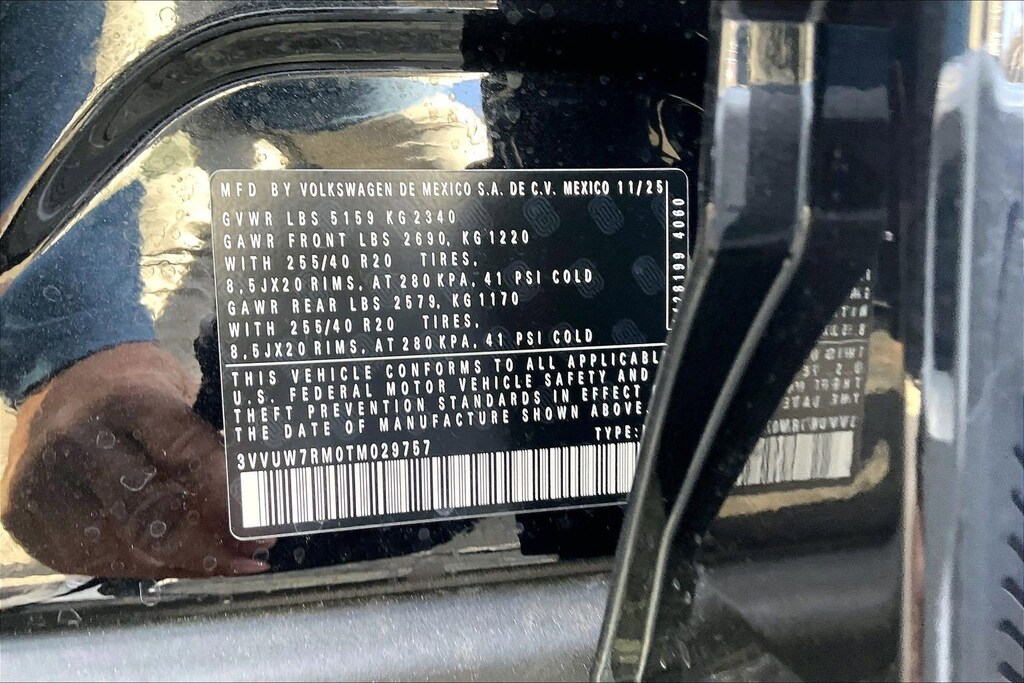 MFD BY VOLKSWAGEN DE MEXICO S.A. DE C.V. MEXICO 11/25
GVWR LBS 5159 KG 2340
GAWR FRONT LBS 2690, KG 1220
WITH 255/40 R20 TIRES,
8,5JX20 RIMS, AT 280 KPA, 41 PSI COLD
GAWR REAR LBS 2579, KG 1170
WITH 255/40 R20 TIRES,
8,5JX20 RIMS, AT 280 KPA, 41 PSI COLD
THIS VEHICLE CONFORMS TO ALL
U.S. FEDERAL MOTOR VEHICLE SAFETY AND
THEFT PREVENTION STANDARDS IN EFFECT
THE DATE OF MANUFACTURE SHOWN ABOVE.
TYPE:
3VVUW7RM0TM029757
4060